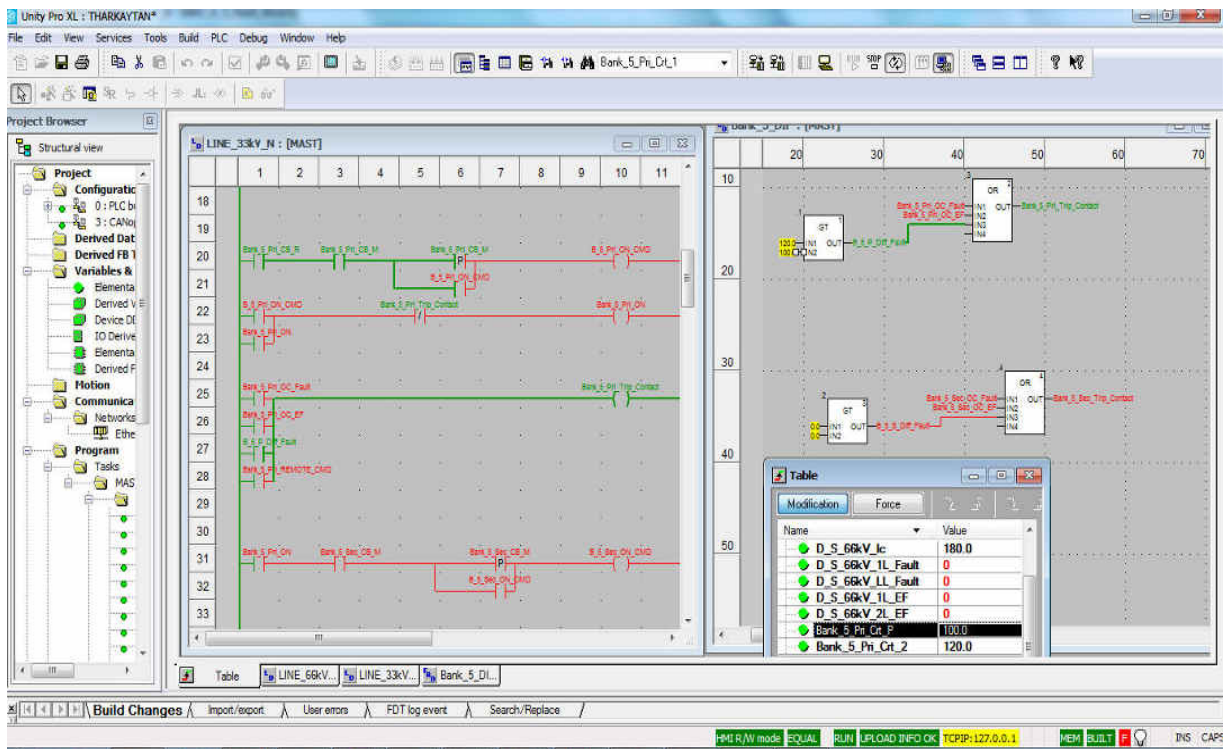 Unity Pro XL : THARKAYTAN*
File Edit View Services Tools Build PLC Debug Window Help
Bank_5_Pri_Crt_1
Project Browser
Structural view
Project
Configuratic
0 : PLC b
3 : CANo
Derived Dat
Derived FB T
Variables &
Elementa
Derived V
Device DD
IO Derive
Elementa
Derived F
Motion
Communica
Networks
Ethe
Program
Tasks
MAS
LINE_33kV_N : [MAST]
1 2 3 4 5 6 7 8 9 10 11
18
19
Bank_5_Pri_CB_R Bank_5_Pri_CB_M Bank_5_Pri_CB_M B_5_Pri_ON_CMD
20
P
B_5_Pri_ON_CMD
21
B_5_Pri_ON_CMD Bank_5_Pri_Trip_Contact Bank_5_Pri_ON
22
Bank_5_Pri_ON
23
24
Bank_5_Pri_OC_Fault Bank_5_Pri_Trip_Contact
25
Bank_5_Pri_OC_EF
26
B_5_P_Diff_Fault
27
Bank_5_Pri_REMOTE_CMD
28
29
30
Bank_5_Pri_ON Bank_5_Sec_CB_M Bank_5_Sec_CB_M B_5_Sec_ON_CMD
31
P
B_5_Sec_ON_CMD
32
33
Bank_5_Dif : [MAST]
20 30 40 50 60 70
10
20
30
40
50
3
OR 2
Bank_5_Pri_OC_Fault IN1 OUT Bank_5_Pri_Trip_Contact
Bank_5_Pri_OC_EF IN2
IN3
IN4
1
GT 1
120.0 IN1 OUT B_5_P_Diff_Fault
100.0 IN2
4
OR 4
Bank_5_Sec_OC_Fault IN1 OUT Bank_5_Sec_Trip_Contact
Bank_5_Sec_OC_EF IN2
IN3
IN4
2
GT 3
0.0 IN1 OUT B_5_S_Diff_Fault
0.0 IN2
Table
Modification Force
Name Value
D_S_66kV_Ic 180.0
D_S_66kV_1L_Fault 0
D_S_66kV_LL_Fault 0
D_S_66kV_1L_EF 0
D_S_66kV_2L_EF 0
Bank_5_Pri_Crt_P 100.0
Bank_5_Pri_Crt_2 120.0
Table LINE_66kV... LINE_33kV... Bank_5_DI...
Build Changes Import/export User errors FDT log event Search/Replace
HMI R/W mode EQUAL RUN UPLOAD INFO OK TCPIP:127.0.0.1 MEM BUILT F INS CAPS